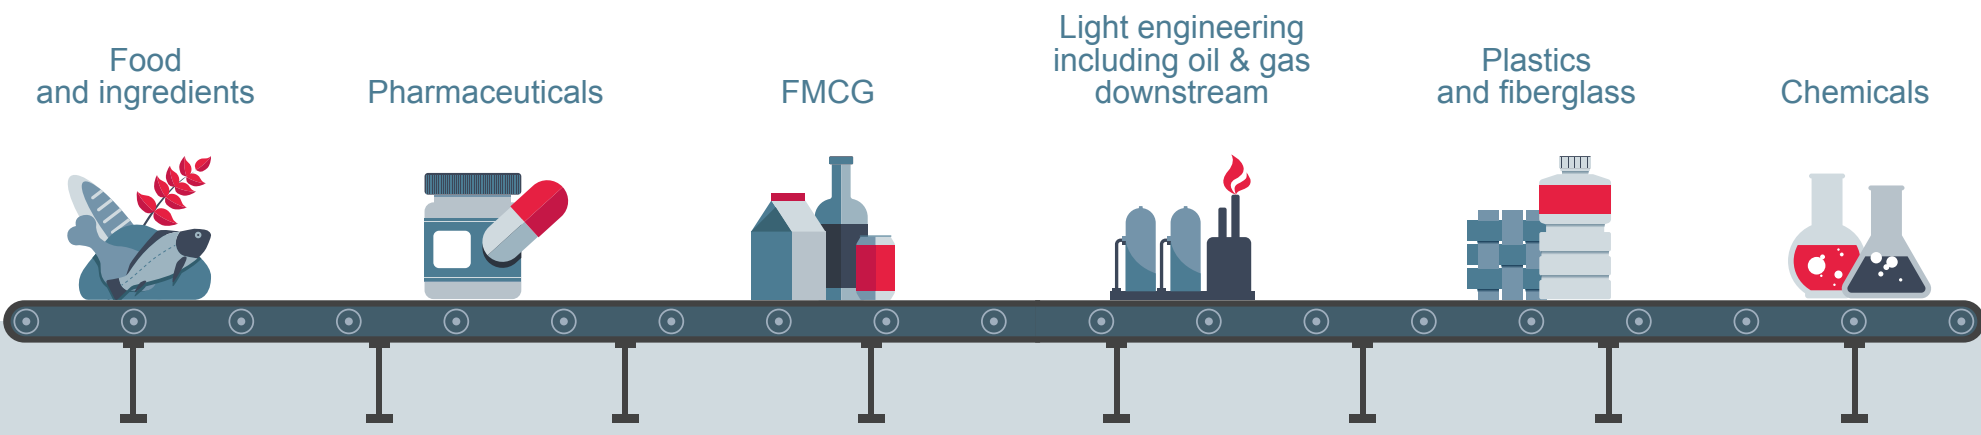 Food
and ingredients
Pharmaceuticals
FMCG
Light engineering
including oil & gas
downstream
Plastics
and fiberglass
Chemicals